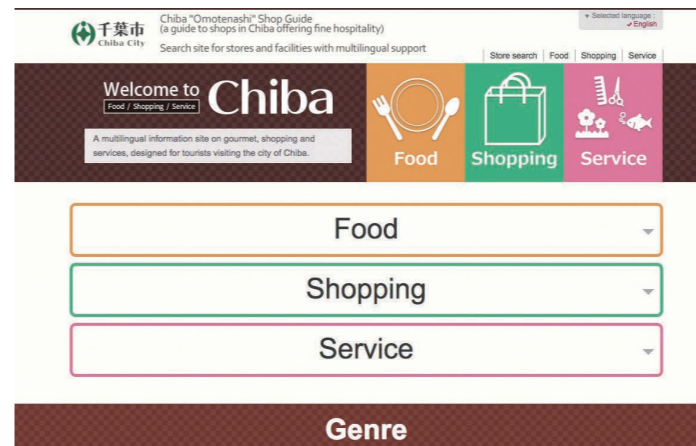 千葉市
Chiba City
Chiba "Omotenashi" Shop Guide
(a guide to shops in Chiba offering fine hospitality)
Search site for stores and facilities with multilingual support
Selected language :
English
Store search
Food
Shopping
Service
Welcome to
Food / Shopping / Service
Chiba
A multilingual information site on gourmet, shopping and
services, designed for tourists visiting the city of Chiba.
Food
Shopping
Service
Food
Shopping
Service
Genre